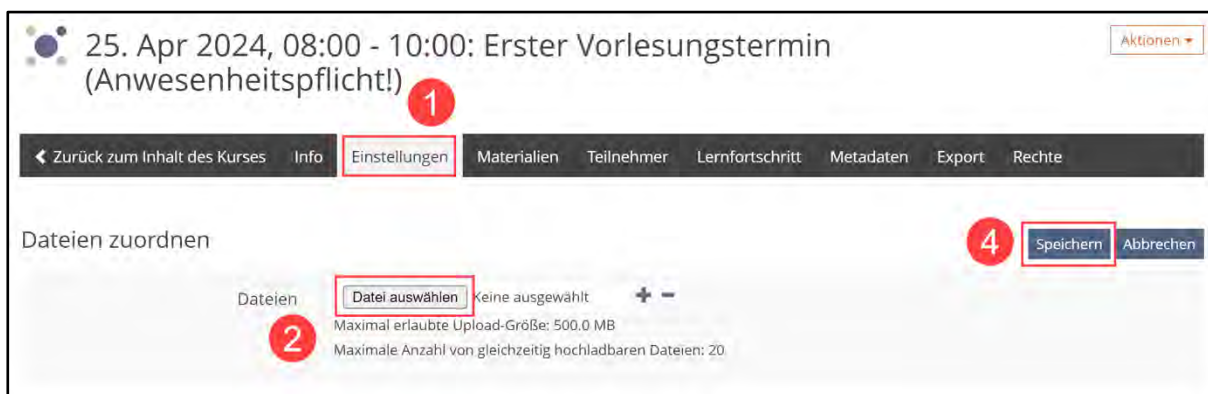 25. Apr 2024, 08:00 - 10:00: Erster Vorlesungstermin
(Anwesenheitspflicht!)
Aktionen
1
Zurück zum Inhalt des Kurses Info Einstellungen Materialien Teilnehmer Lernfortschritt Metadaten Export Rechte
Dateien zuordnen
4
Speichern Abbrechen
Dateien Datei auswählen Keine ausgewählt + −
2
Maximal erlaubte Upload-Größe: 500.0 MB
Maximale Anzahl von gleichzeitig hochladbaren Dateien: 20